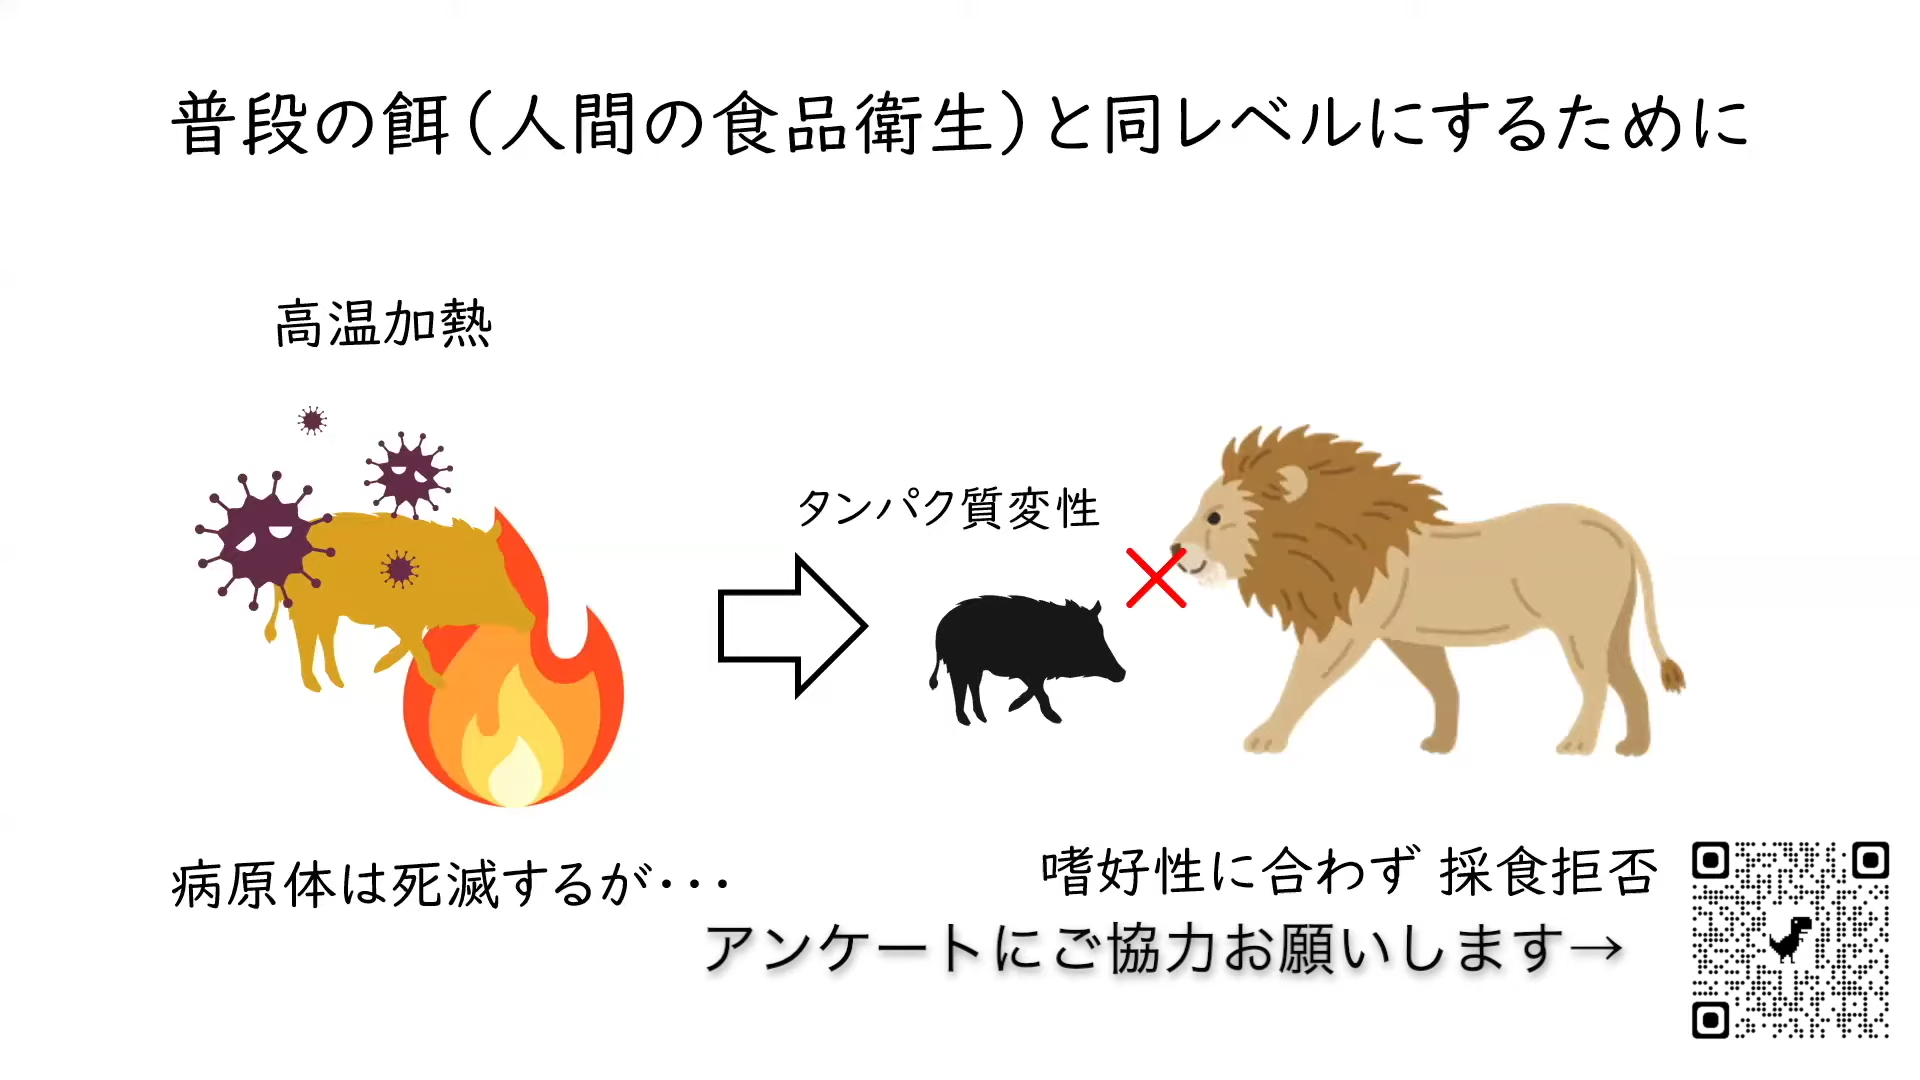 普段の餌(人間の食品衛生)と同レベルにするために
高温加熱
タンパク質変性
病原体は死滅するが・・・
嗜好性に合わず 採食拒否
アンケートにご協力お願いします→